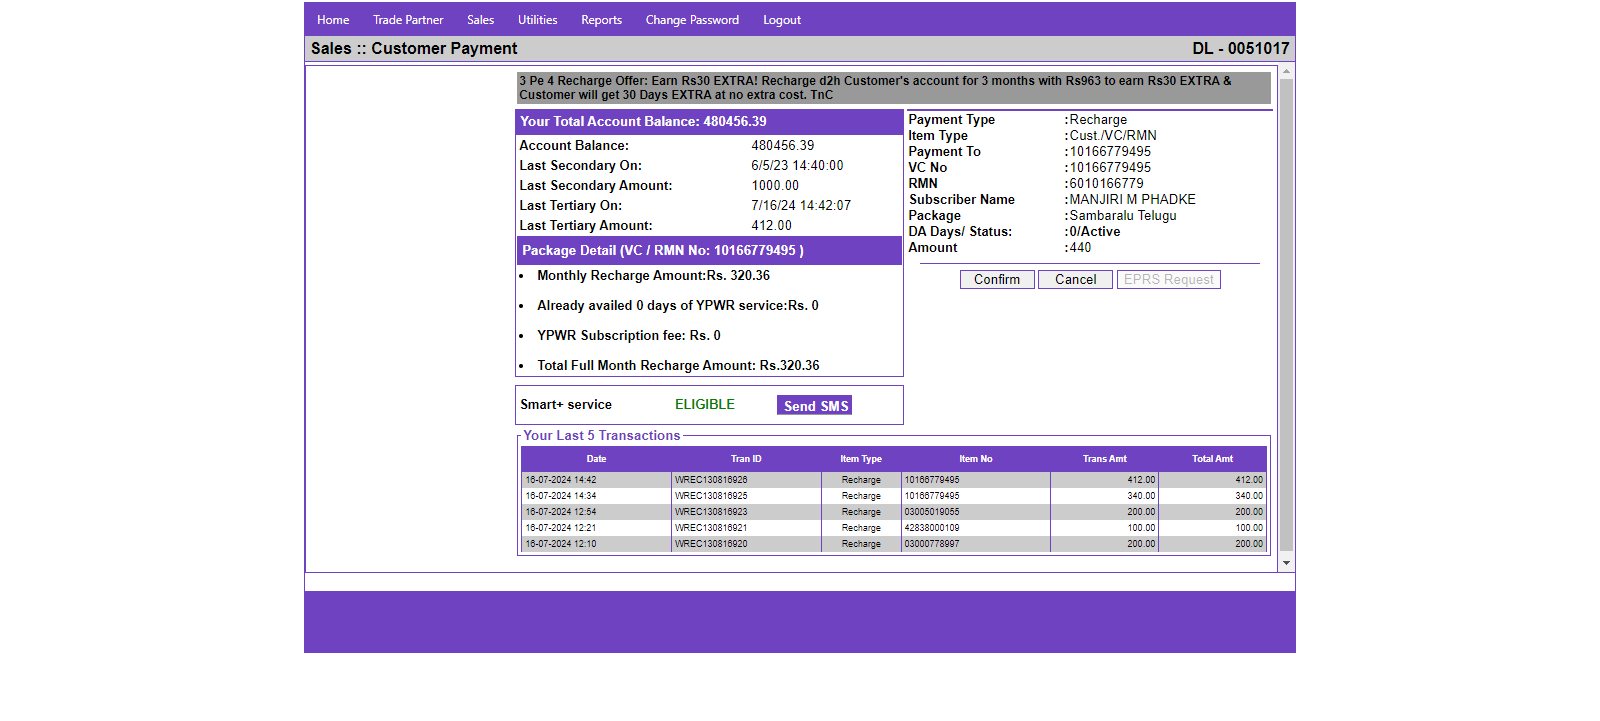 Home Trade Partner Sales Utilities Reports Change Password Logout
Sales :: Customer Payment DL - 0051017
3 Pe 4 Recharge Offer: Earn Rs30 EXTRA! Recharge d2h Customer's account for 3 months with Rs963 to earn Rs30 EXTRA &
Customer will get 30 Days EXTRA at no extra cost. TnC
Your Total Account Balance: 480456.39
Account Balance: 480456.39
Last Secondary On: 6/5/23 14:40:00
Last Secondary Amount: 1000.00
Last Tertiary On: 7/16/24 14:42:07
Last Tertiary Amount: 412.00
Package Detail (VC / RMN No: 10166779495 )
• Monthly Recharge Amount:Rs. 320.36
• Already availed 0 days of YPWR service:Rs. 0
• YPWR Subscription fee: Rs. 0
• Total Full Month Recharge Amount: Rs.320.36
Payment Type :Recharge
Item Type :Cust./VC/RMN
Payment To :10166779495
VC No :10166779495
RMN :6010166779
Subscriber Name :MANJIRI M PHADKE
Package :Sambaralu Telugu
DA Days/ Status: :0/Active
Amount :440
Confirm Cancel EPRS Request
Smart+ service ELIGIBLE Send SMS
Your Last 5 Transactions
Date Tran ID Item Type Item No Trans Amt Total Amt
16-07-2024 14:42 WREC130816926 Recharge 10166779495 412.00 412.00
16-07-2024 14:34 WREC130816925 Recharge 10166779495 340.00 340.00
16-07-2024 12:54 WREC130816923 Recharge 03005019055 200.00 200.00
16-07-2024 12:21 WREC130816921 Recharge 42838000109 100.00 100.00
16-07-2024 12:10 WREC130816920 Recharge 03000778997 200.00 200.00